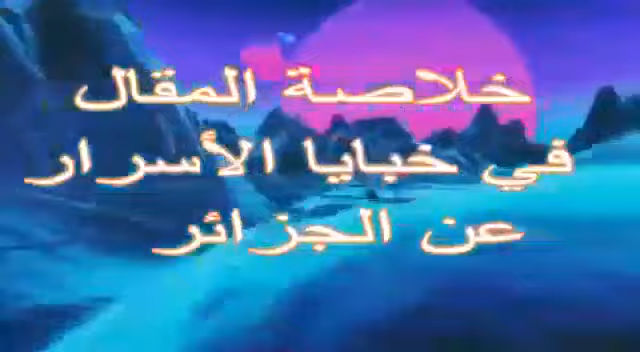 خلاصة المقال
في خبايا الأسرار
عن الجزائر